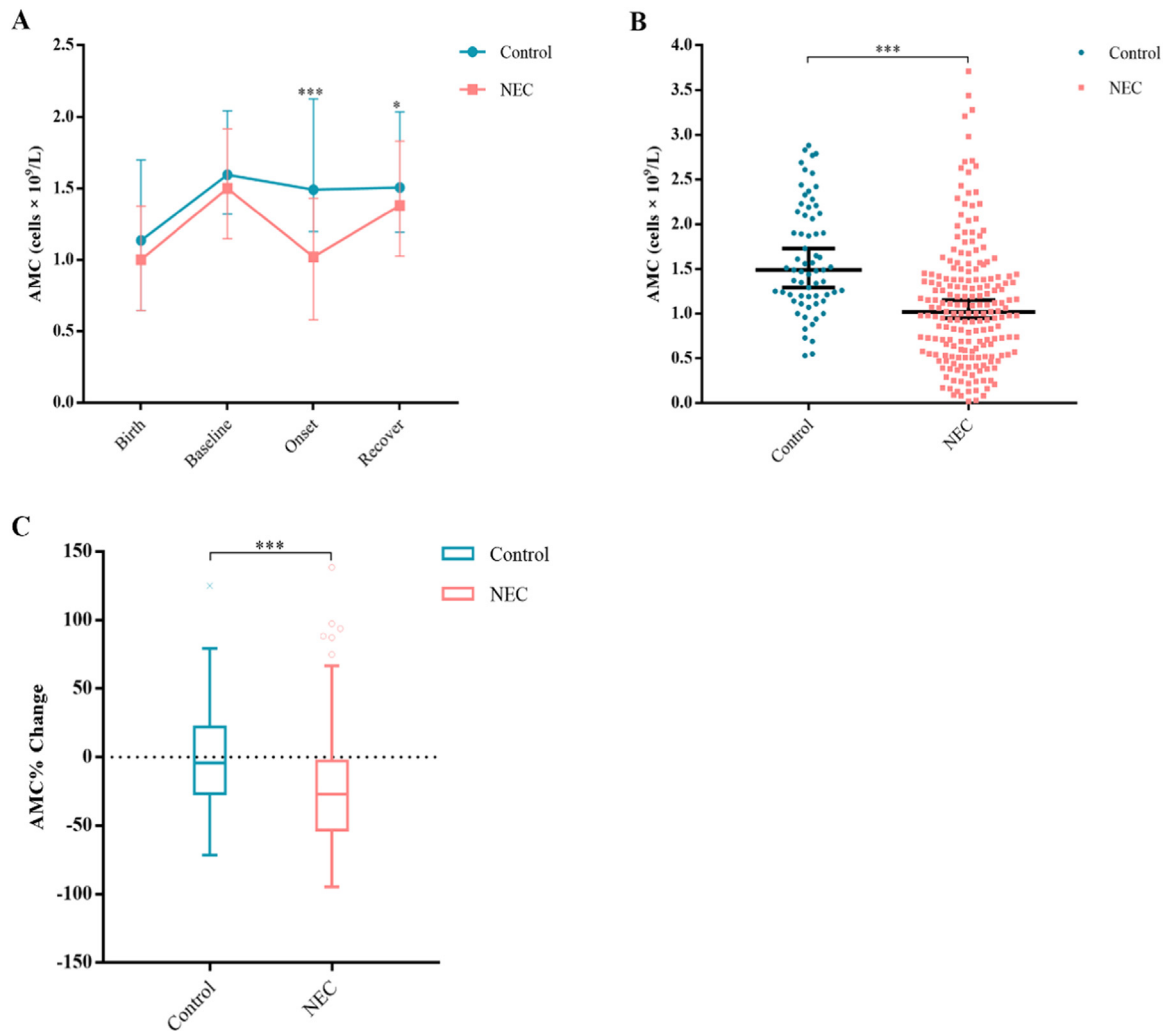 A
AMC (cells × 10⁹/L)
2.5
2.0
1.5
1.0
0.5
0.0
***
*
Control
NEC
Birth
Baseline
Onset
Recover
B
AMC (cells × 10⁹/L)
4.0
3.5
3.0
2.5
2.0
1.5
1.0
0.5
0.0
***
Control
NEC
Control
NEC
C
AMC% Change
150
100
50
0
-50
-100
-150
***
Control
NEC
Control
NEC